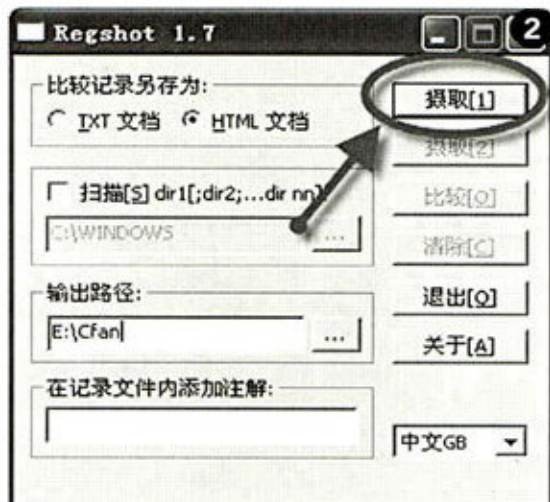 Regshot 1.7
2
比较记录另存为:
TXT 文档
HTML 文档
扫描[S] dir1[;dir2;...dir nn]
C:\WINDOWS
...
输出路径:
E:\Cfan
...
在记录文件内添加注解:
摄取[1]
摄取[2]
比较[O]
清除[C]
退出[Q]
关于[A]
中文GB